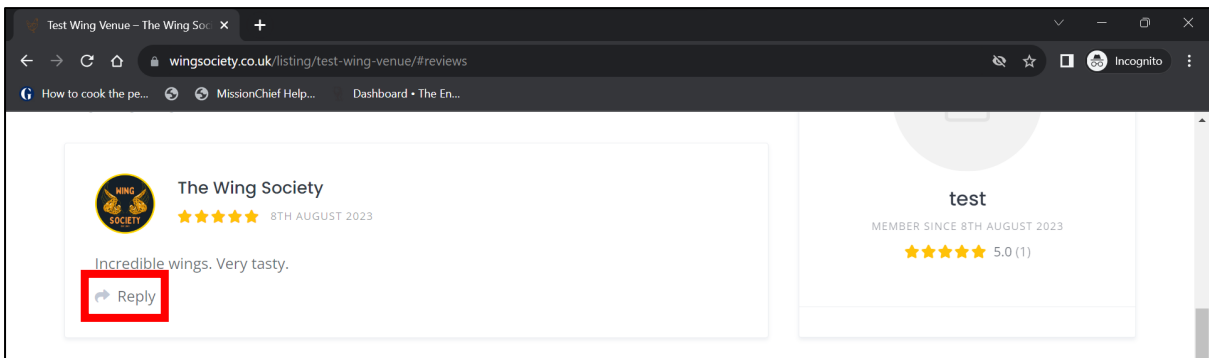 Test Wing Venue – The Wing Soc
wingsociety.co.uk/listing/test-wing-venue/#reviews
Incognito
G How to cook the pe... MissionChief Help... Dashboard • The En...
WING
SOCIETY
The Wing Society
8TH AUGUST 2023
Incredible wings. Very tasty.
Reply
test
MEMBER SINCE 8TH AUGUST 2023
5.0 (1)